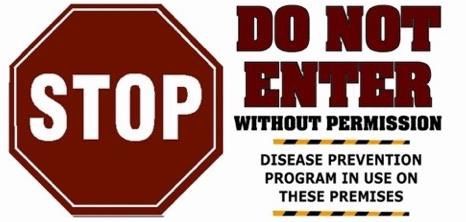 STOP
DO NOT
ENTER
WITHOUT PERMISSION
DISEASE PREVENTION
PROGRAM IN USE ON
THESE PREMISES